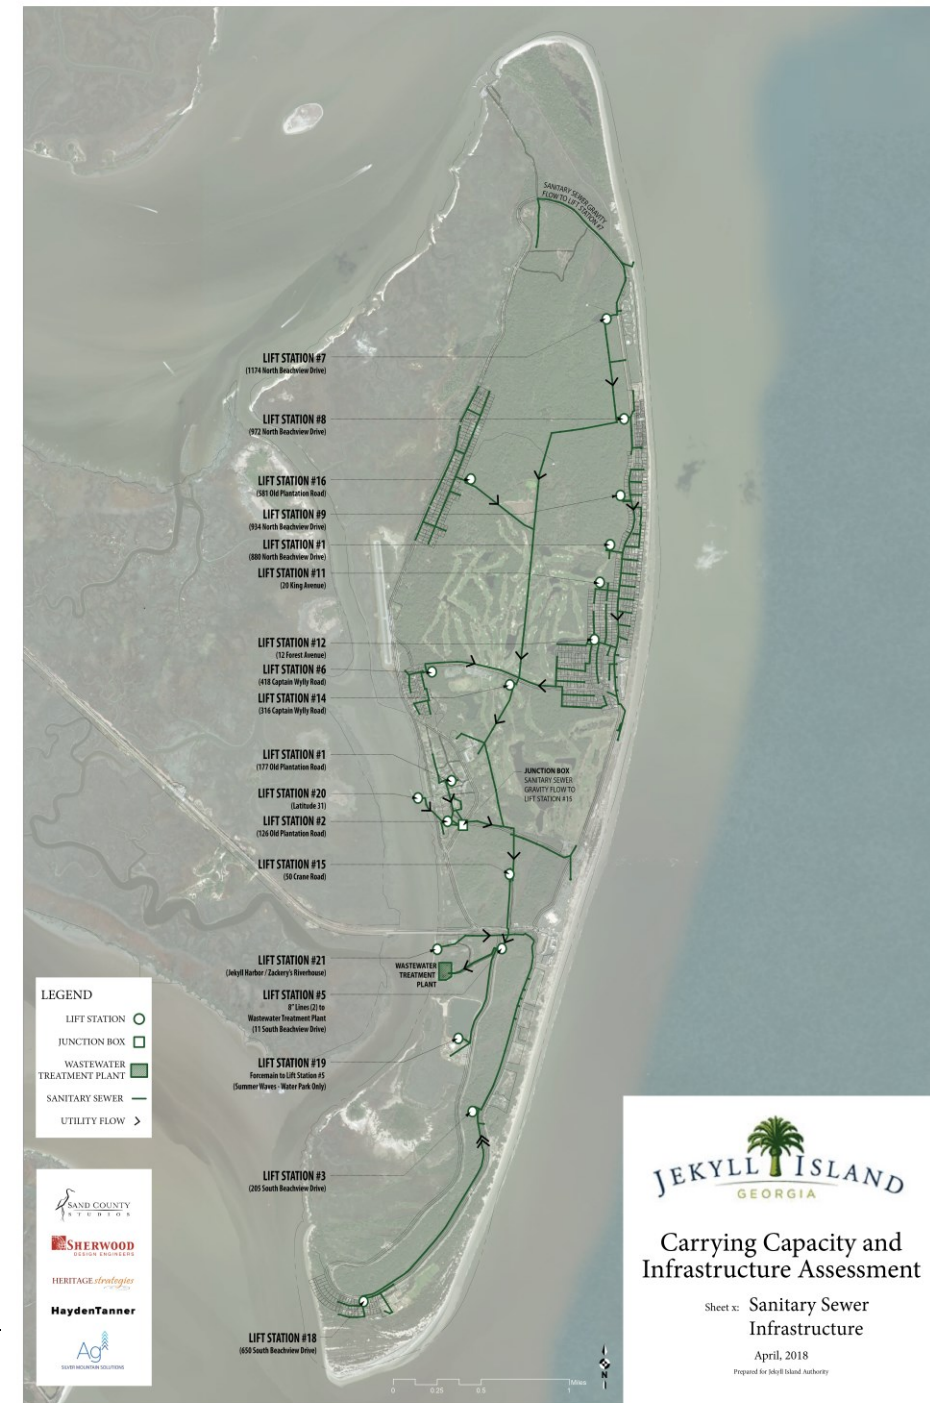 SANITARY SEWER GRAVITY
FLOW TO LIFT STATION #7
LIFT STATION #7
(1174 North Beachview Drive)
LIFT STATION #8
(972 North Beachview Drive)
LIFT STATION #16
(581 Old Plantation Road)
LIFT STATION #9
(934 North Beachview Drive)
LIFT STATION #1
(880 North Beachview Drive)
LIFT STATION #11
(20 King Avenue)
LIFT STATION #12
(12 Forest Avenue)
LIFT STATION #6
(418 Captain Wylly Road)
LIFT STATION #14
(316 Captain Wylly Road)
LIFT STATION #1
(177 Old Plantation Road)
LIFT STATION #20
(Latitude 31)
LIFT STATION #2
(126 Old Plantation Road)
JUNCTION BOX
SANITARY SEWER
GRAVITY FLOW TO
LIFT STATION #15
LIFT STATION #15
(50 Crane Road)
LIFT STATION #21
(Jekyll Harbor / Zackery's Riverhouse)
WASTEWATER
TREATMENT
PLANT
LIFT STATION #5
8" Lines (2) to
Wastewater Treatment Plant
(11 South Beachview Drive)
LIFT STATION #19
Forcemain to Lift Station #5
(Summer Waves - Water Park Only)
LIFT STATION #3
(205 South Beachview Drive)
LIFT STATION #18
(650 South Beachview Drive)
LEGEND
LIFT STATION
JUNCTION BOX
WASTEWATER
TREATMENT PLANT
SANITARY SEWER
UTILITY FLOW
SAND COUNTY
STUDIOS
SHERWOOD
DESIGN ENGINEERS
HERITAGE strategies
HaydenTanner
Ag
SILVER MOUNTAIN SOLUTIONS
0 0.25 0.5 1 Miles
N
JEKYLL ISLAND
GEORGIA
Carrying Capacity and
Infrastructure Assessment
Sheet x: Sanitary Sewer
Infrastructure
April, 2018
Prepared for Jekyll Island Authority